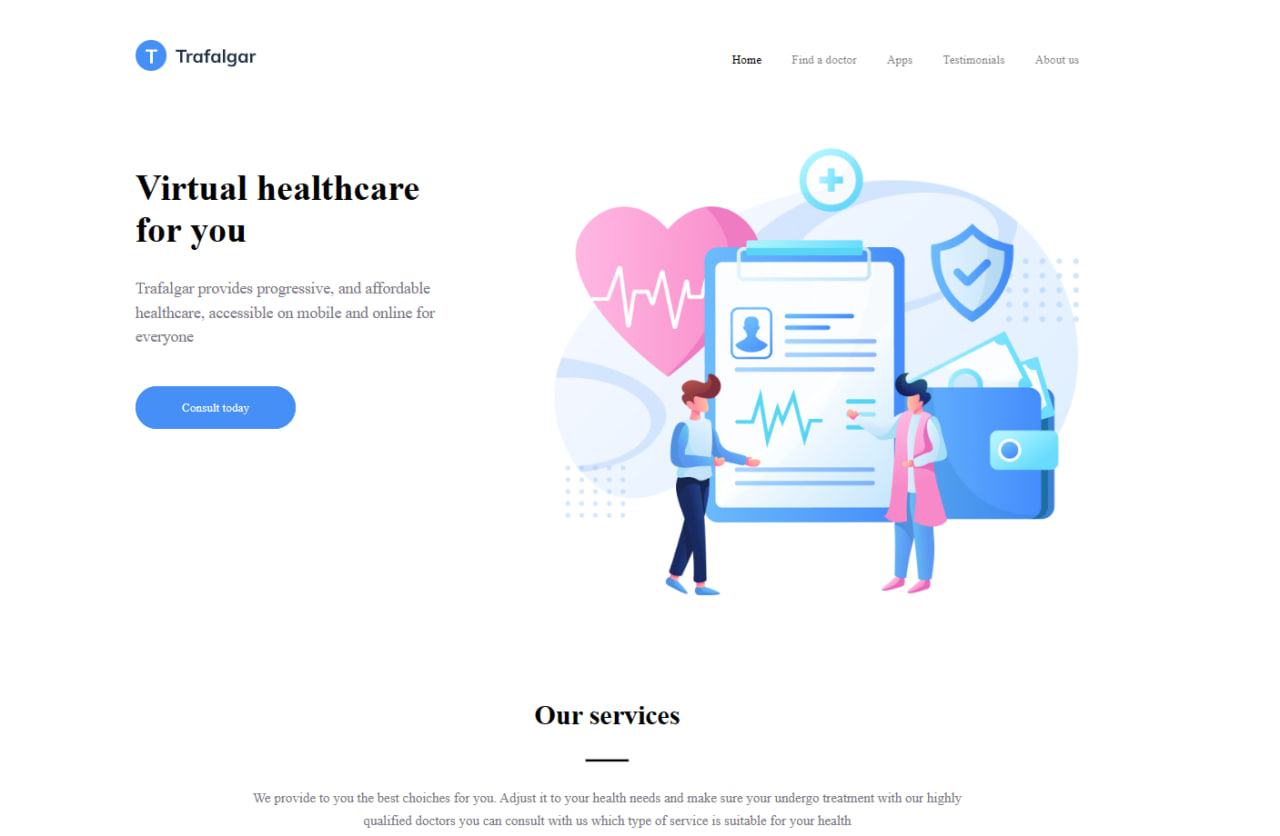 T Trafalgar
Home Find a doctor Apps Testimonials About us
Virtual healthcare
for you
Trafalgar provides progressive, and affordable
healthcare, accessible on mobile and online for
everyone
Consult today
Our services
We provide to you the best choiches for you. Adjust it to your health needs and make sure your undergo treatment with our highly
qualified doctors you can consult with us which type of service is suitable for your health